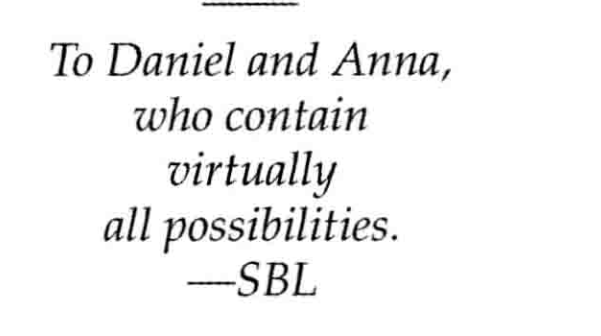 To Daniel and Anna,
who contain
virtually
all possibilities.
—SBL